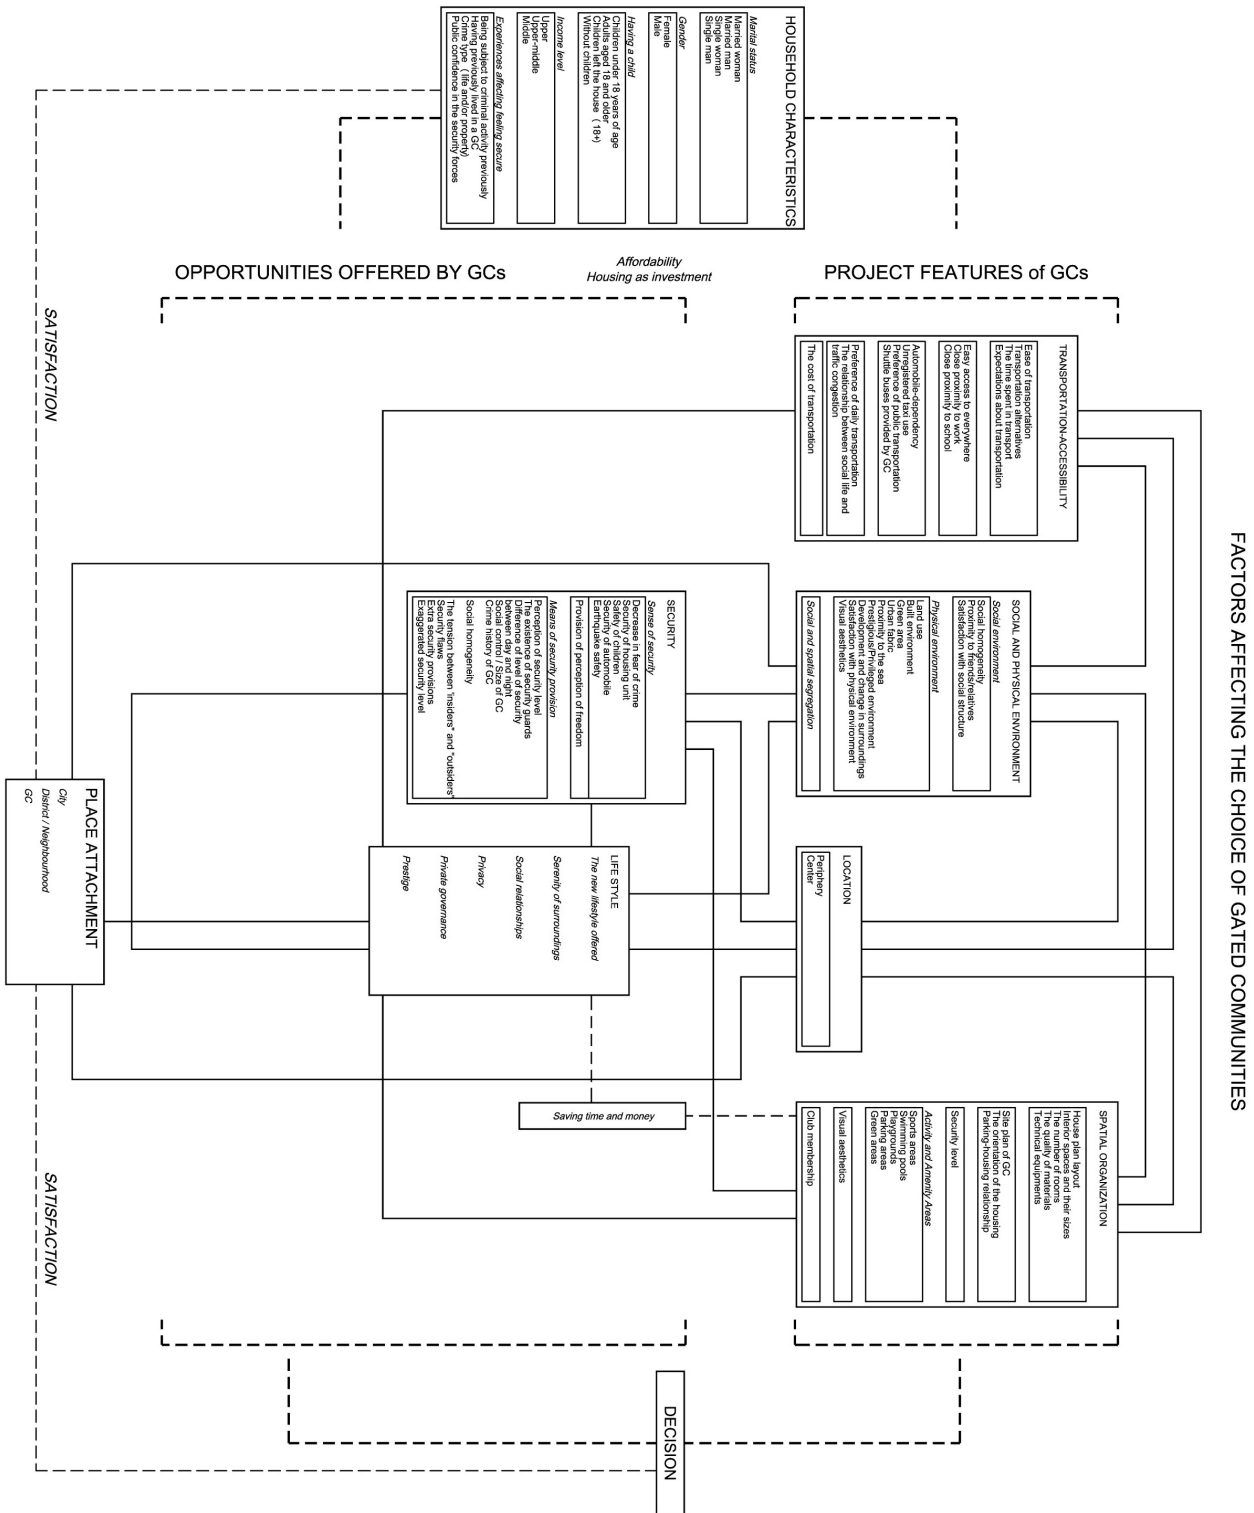 FACTORS AFFECTING THE CHOICE OF GATED COMMUNITIES
HOUSEHOLD CHARACTERISTICS
Marital status
Married woman
Married man
Single woman
Single man
Gender
Female
Male
Having a child
Children under 18 years of age
Adults aged 18 and older
Children left the house (18+)
Without children
Income level
Upper
Upper-middle
Middle
Experiences affecting feeling secure
Being subject to criminal activity previously
Having previously lived in a GC
Crime type (life and/or property)
Public confidence in the security forces
PROJECT FEATURES of GCs
Affordability
Housing as investment
OPPORTUNITIES OFFERED BY GCs
TRANSPORTATION-ACCESSIBILITY
Ease of transportation
Transportation alternatives
The time spent in transport
Expectations about transportation
Easy access to everywhere
Close proximity to work
Close proximity to school
Automobile-dependency
Unregistered taxi use
Preference of public transportation
Shuttle buses provided by GC
Preference of daily transportation
The relationship between social life and
traffic congestion
The cost of transportation
SOCIAL AND PHYSICAL ENVIRONMENT
Social environment
Social homogeneity
Proximity to friends/relatives
Satisfaction with social structure
Physical environment
Land use
Built environment
Green area
Urban fabric
Proximity to the sea
Prestigious/Privileged environment
Development and change in surroundings
Satisfaction with physical environment
Visual aesthetics
Social and spatial segregation
LOCATION
Periphery
Center
SPATIAL ORGANIZATION
House plan layout
Interior spaces and their sizes
The number of rooms
The quality of materials
Technical equipments
Site plan of GC
The orientation of the housing
Parking-housing relationship
Security level
Activity and Amenity Areas
Sports areas
Swimming pools
Playgrounds
Parking areas
Green areas
Visual aesthetics
Club membership
SECURITY
Sense of security
Decrease in fear of crime
Security of housing unit
Safety of children
Security of automobile
Earthquake safety
Provision of perception of freedom
Means of security provision
Perception of security level
The existence of security guards
Difference of level of security
between day and night
Social control / Size of GC
Crime history of GC
Social homogeneity
The tension between "insiders" and "outsiders"
Security flaws
Extra security provisions
Exaggerated security level
LIFE STYLE
The new lifestyle offered
Serenity of surroundings
Social relationships
Privacy
Private governance
Prestige
Saving time and money
DECISION
SATISFACTION
PLACE ATTACHMENT
City
District / Neighbourhood
GC
SATISFACTION